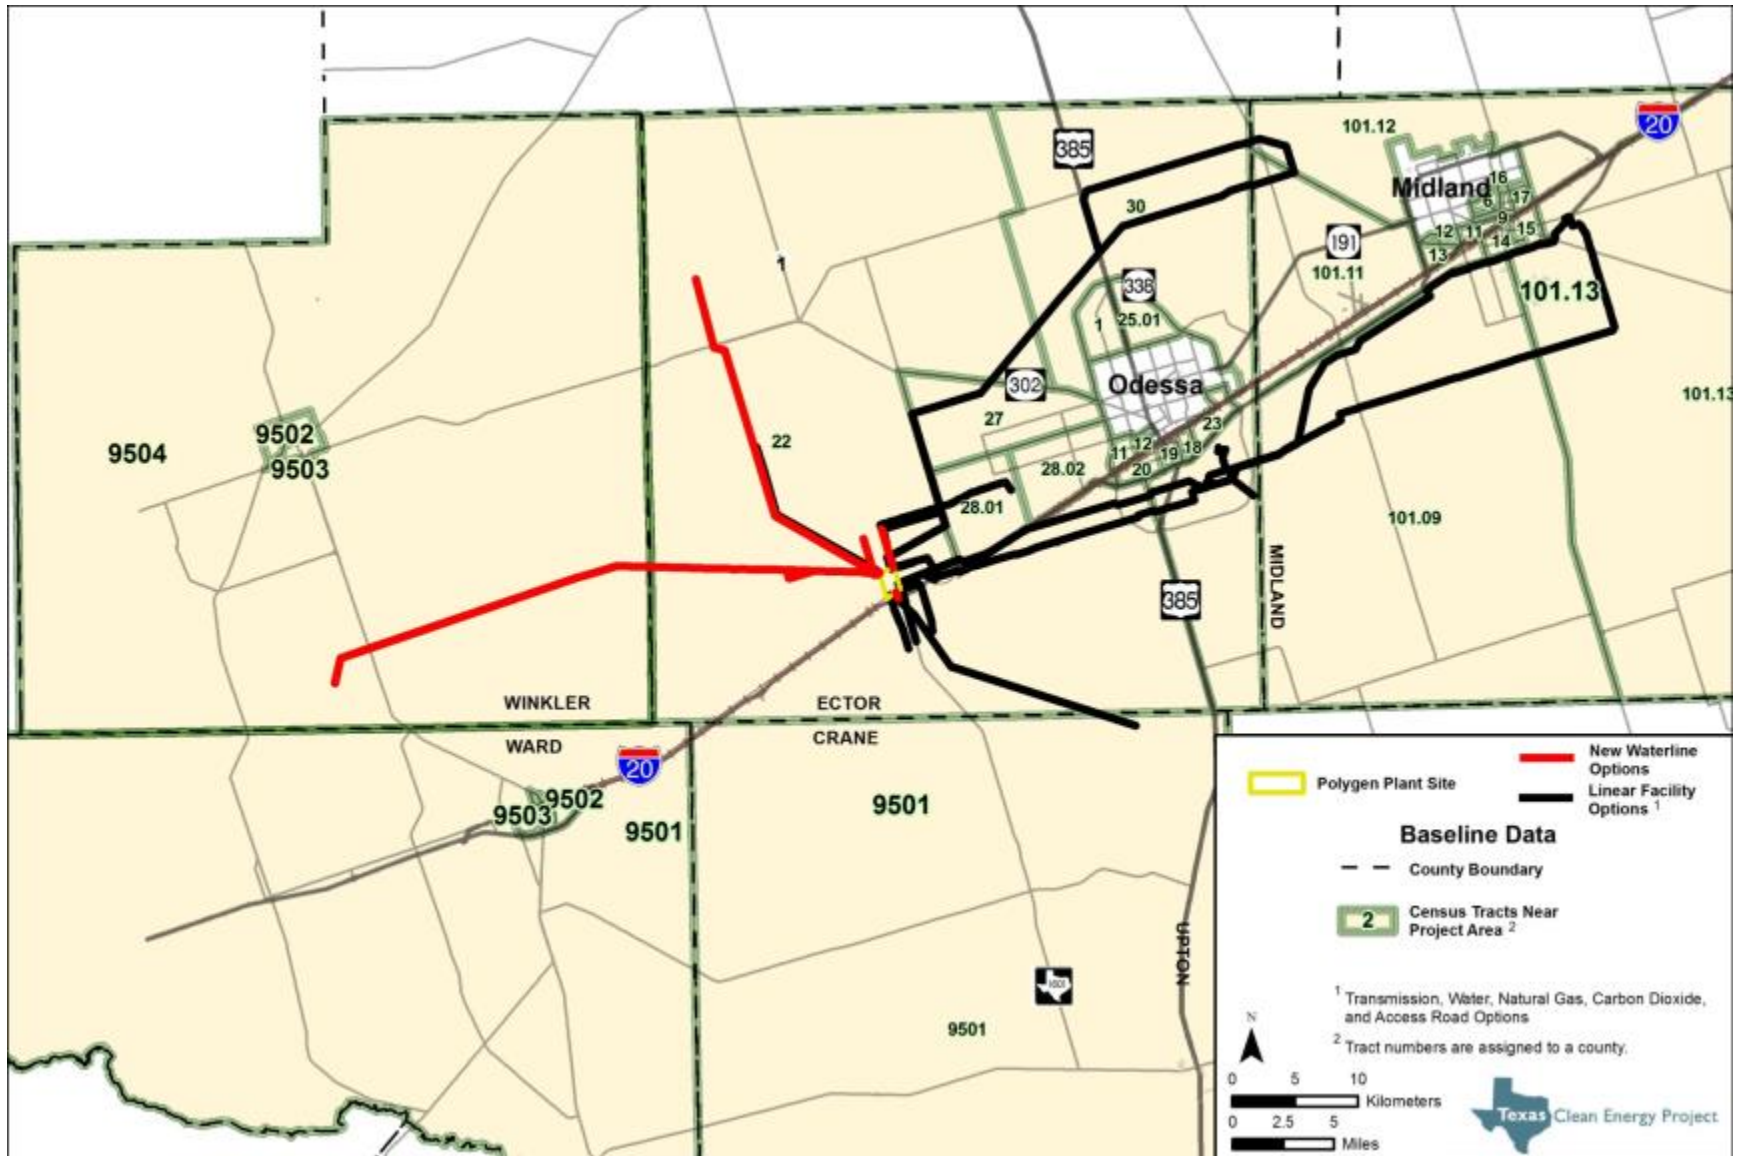 20
101.12
385
16
Midland
6
17
30
9
12
11
15
191
14
13
1
101.11
338
101.13
1
25.01
302
Odessa
101.13
27
23
9502
22
12
9504
11
19
18
9503
28.02
20
28.01
101.09
MIDLAND
385
WINKLER
ECTOR
WARD
CRANE
20
9502
9503
9501
9501
UPTON
9501
New Waterline
Options
Polygen Plant Site
Linear Facility
Options 1
Baseline Data
County Boundary
2
Census Tracts Near
Project Area 2
1 Transmission, Water, Natural Gas, Carbon Dioxide,
and Access Road Options
N
2 Tract numbers are assigned to a county.
0 5 10
Kilometers
0 2.5 5
Miles
Texas Clean Energy Project